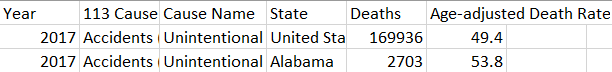 Year 113 Cause Cause Name State Deaths Age-adjusted Death Rate
2017 Accidents ( Unintentional United Sta 169936 49.4
2017 Accidents ( Unintentional Alabama 2703 53.8